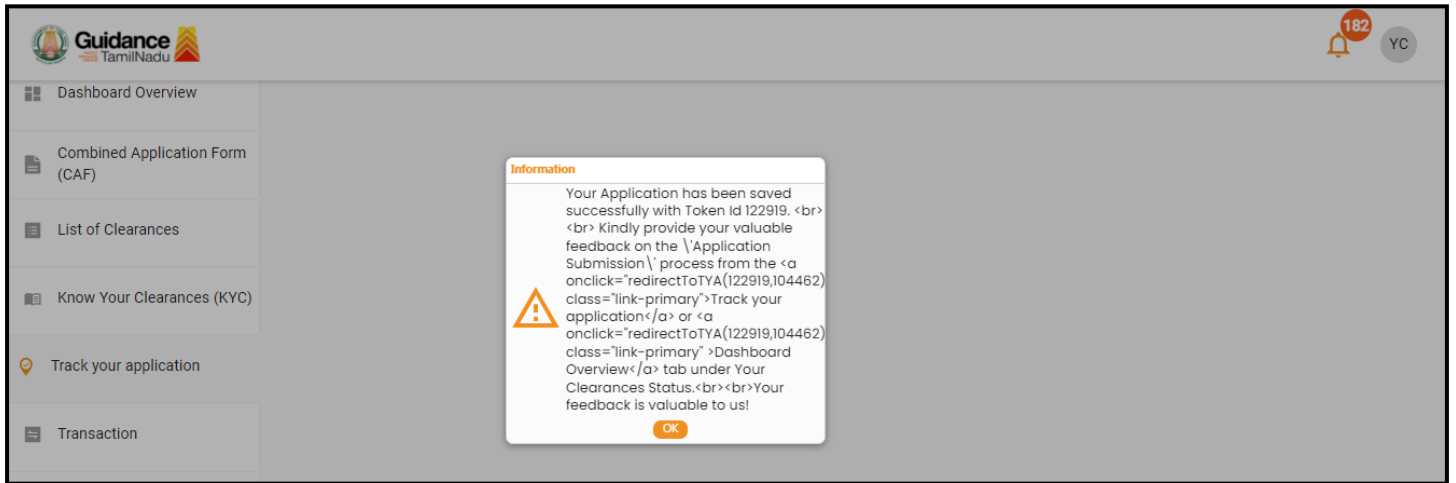 Guidance
TamilNadu
182
YC
Dashboard Overview
Combined Application Form
(CAF)
List of Clearances
Know Your Clearances (KYC)
Track your application
Transaction
Information
Your Application has been saved
successfully with Token Id 122919. <br>
<br> Kindly provide your valuable
feedback on the \'Application
Submission\' process from the <a
onclick="redirectToTYA(122919,104462)
class="link-primary">Track your
application</a> or <a
onclick="redirectToTYA(122919,104462)
class="link-primary" >Dashboard
Overview</a> tab under Your
Clearances Status.<br><br>Your
feedback is valuable to us!
OK